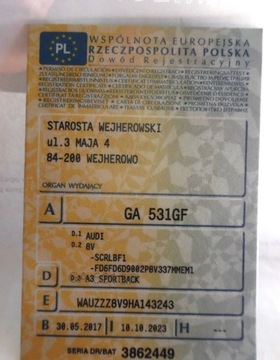 PL
WSPÓLNOTA EUROPEJSKA
RZECZPOSPOLITA POLSKA
Dowód Rejestracyjny
STAROSTA WEJHEROWSKI
ul.3 MAJA 4
84-200 WEJHEROWO
ORGAN WYDAJĄCY
A GA 531GF
D.1 AUDI
D.2 8V
-SCRLBF1
-FD6FD6D9002P8V337MMEM1
D D.3 A3 SPORTBACK
E WAUZZZ8V9HA143243
B 30.05.2017 I 10.10.2023 H ---
SERIA DR/BAT 3862449